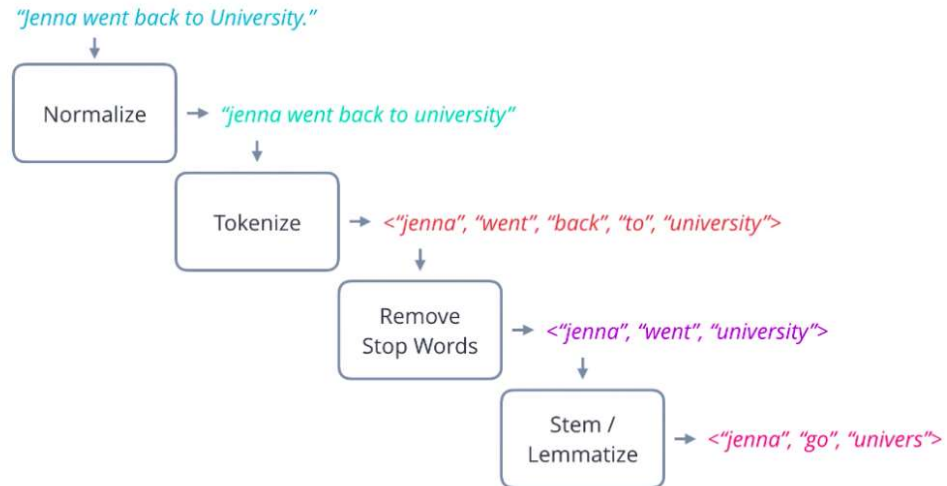 “Jenna went back to University.”
Normalize
“jenna went back to university”
Tokenize
<“jenna”, “went”, “back”, “to”, “university”>
Remove
Stop Words
<“jenna”, “went”, “university”>
Stem /
Lemmatize
<“jenna”, “go”, “univers”>